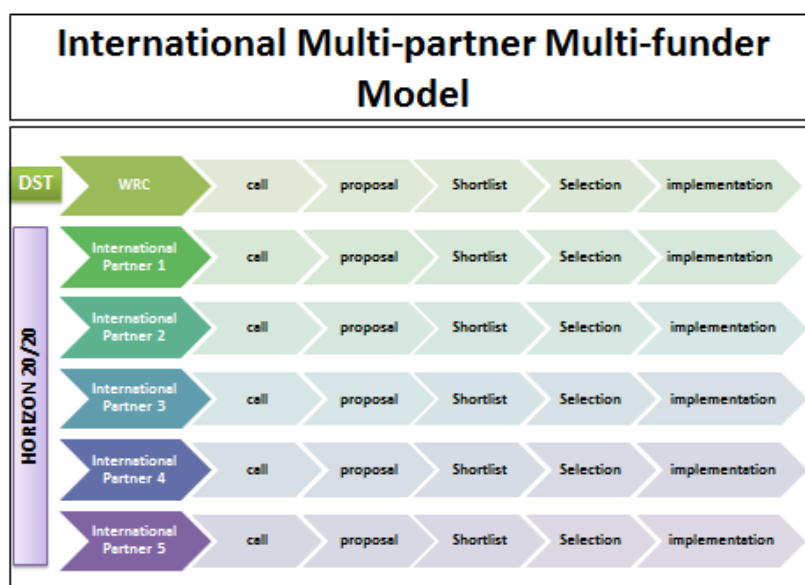 International Multi-partner Multi-funder
Model
DST
WRC
call
proposal
Shortlist
Selection
implementation
HORIZON 20/20
International
Partner 1
call
proposal
Shortlist
Selection
implementation
International
Partner 2
call
proposal
Shortlist
Selection
implementation
International
Partner 3
call
proposal
Shortlist
Selection
implementation
International
Partner 4
call
proposal
Shortlist
Selection
implementation
International
Partner 5
call
proposal
Shortlist
Selection
implementation